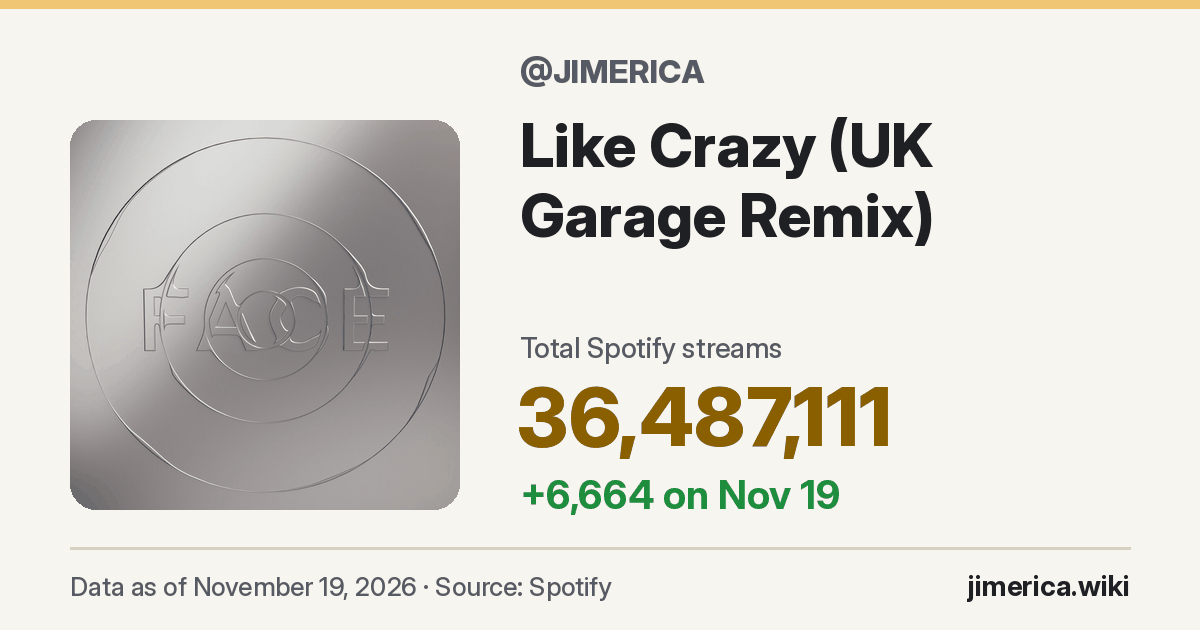 @JIMERICA
Like Crazy (UK
Garage Remix)
FACE
Total Spotify streams
36,487,111
+6,664 on Nov 19
Data as of November 19, 2026 · Source: Spotify
jimerica.wiki